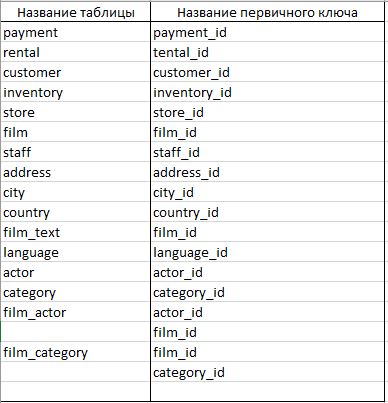 Название таблицы Название первичного ключа
payment payment_id
rental tental_id
customer customer_id
inventory inventory_id
store store_id
film film_id
staff staff_id
address address_id
city city_id
country country_id
film_text film_id
language language_id
actor actor_id
category category_id
film_actor actor_id
film_id
film_category film_id
category_id